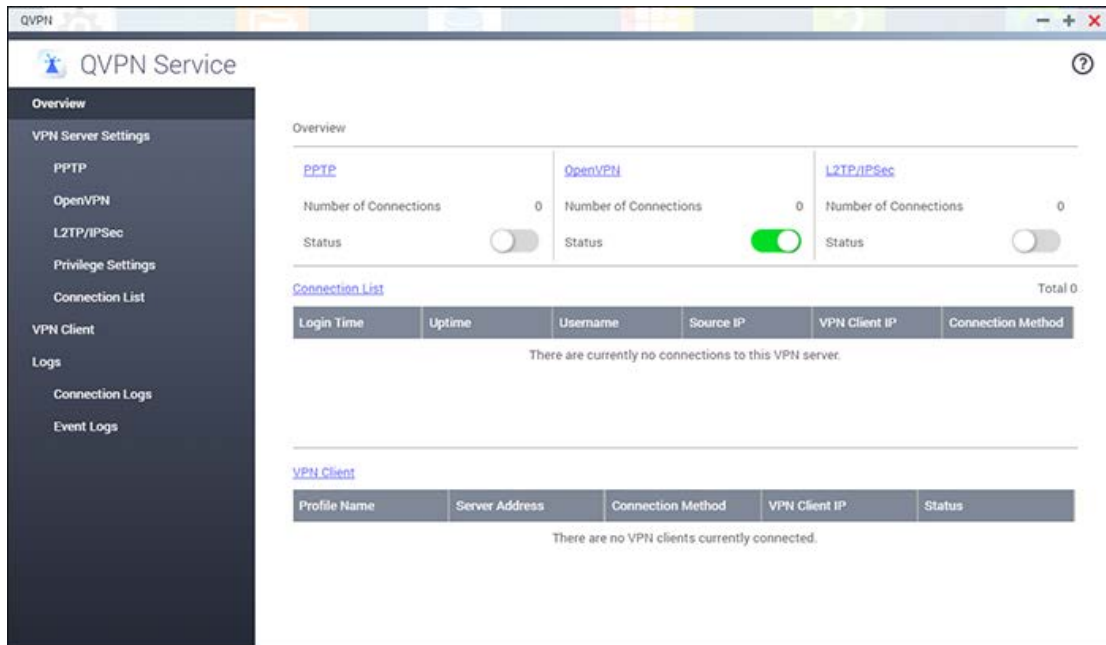 QVPN
QVPN Service
Overview
VPN Server Settings
PPTP
OpenVPN
L2TP/IPSec
Privilege Settings
Connection List
VPN Client
Logs
Connection Logs
Event Logs
Overview
PPTP OpenVPN L2TP/IPSec
Number of Connections 0 Number of Connections 0 Number of Connections 0
Status Status Status
Connection List Total 0
Login Time Uptime Username Source IP VPN Client IP Connection Method
There are currently no connections to this VPN server.
VPN Client
Profile Name Server Address Connection Method VPN Client IP Status
There are no VPN clients currently connected.